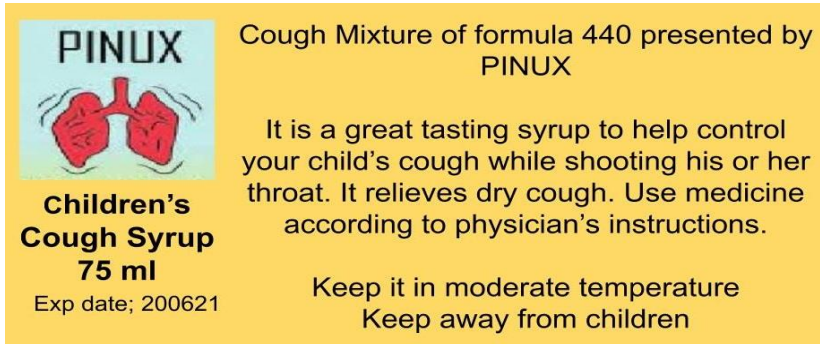 PINUX
Children's
Cough Syrup
75 ml
Exp date; 200621
Cough Mixture of formula 440 presented by
PINUX
It is a great tasting syrup to help control
your child's cough while shooting his or her
throat. It relieves dry cough. Use medicine
according to physician's instructions.
Keep it in moderate temperature
Keep away from children